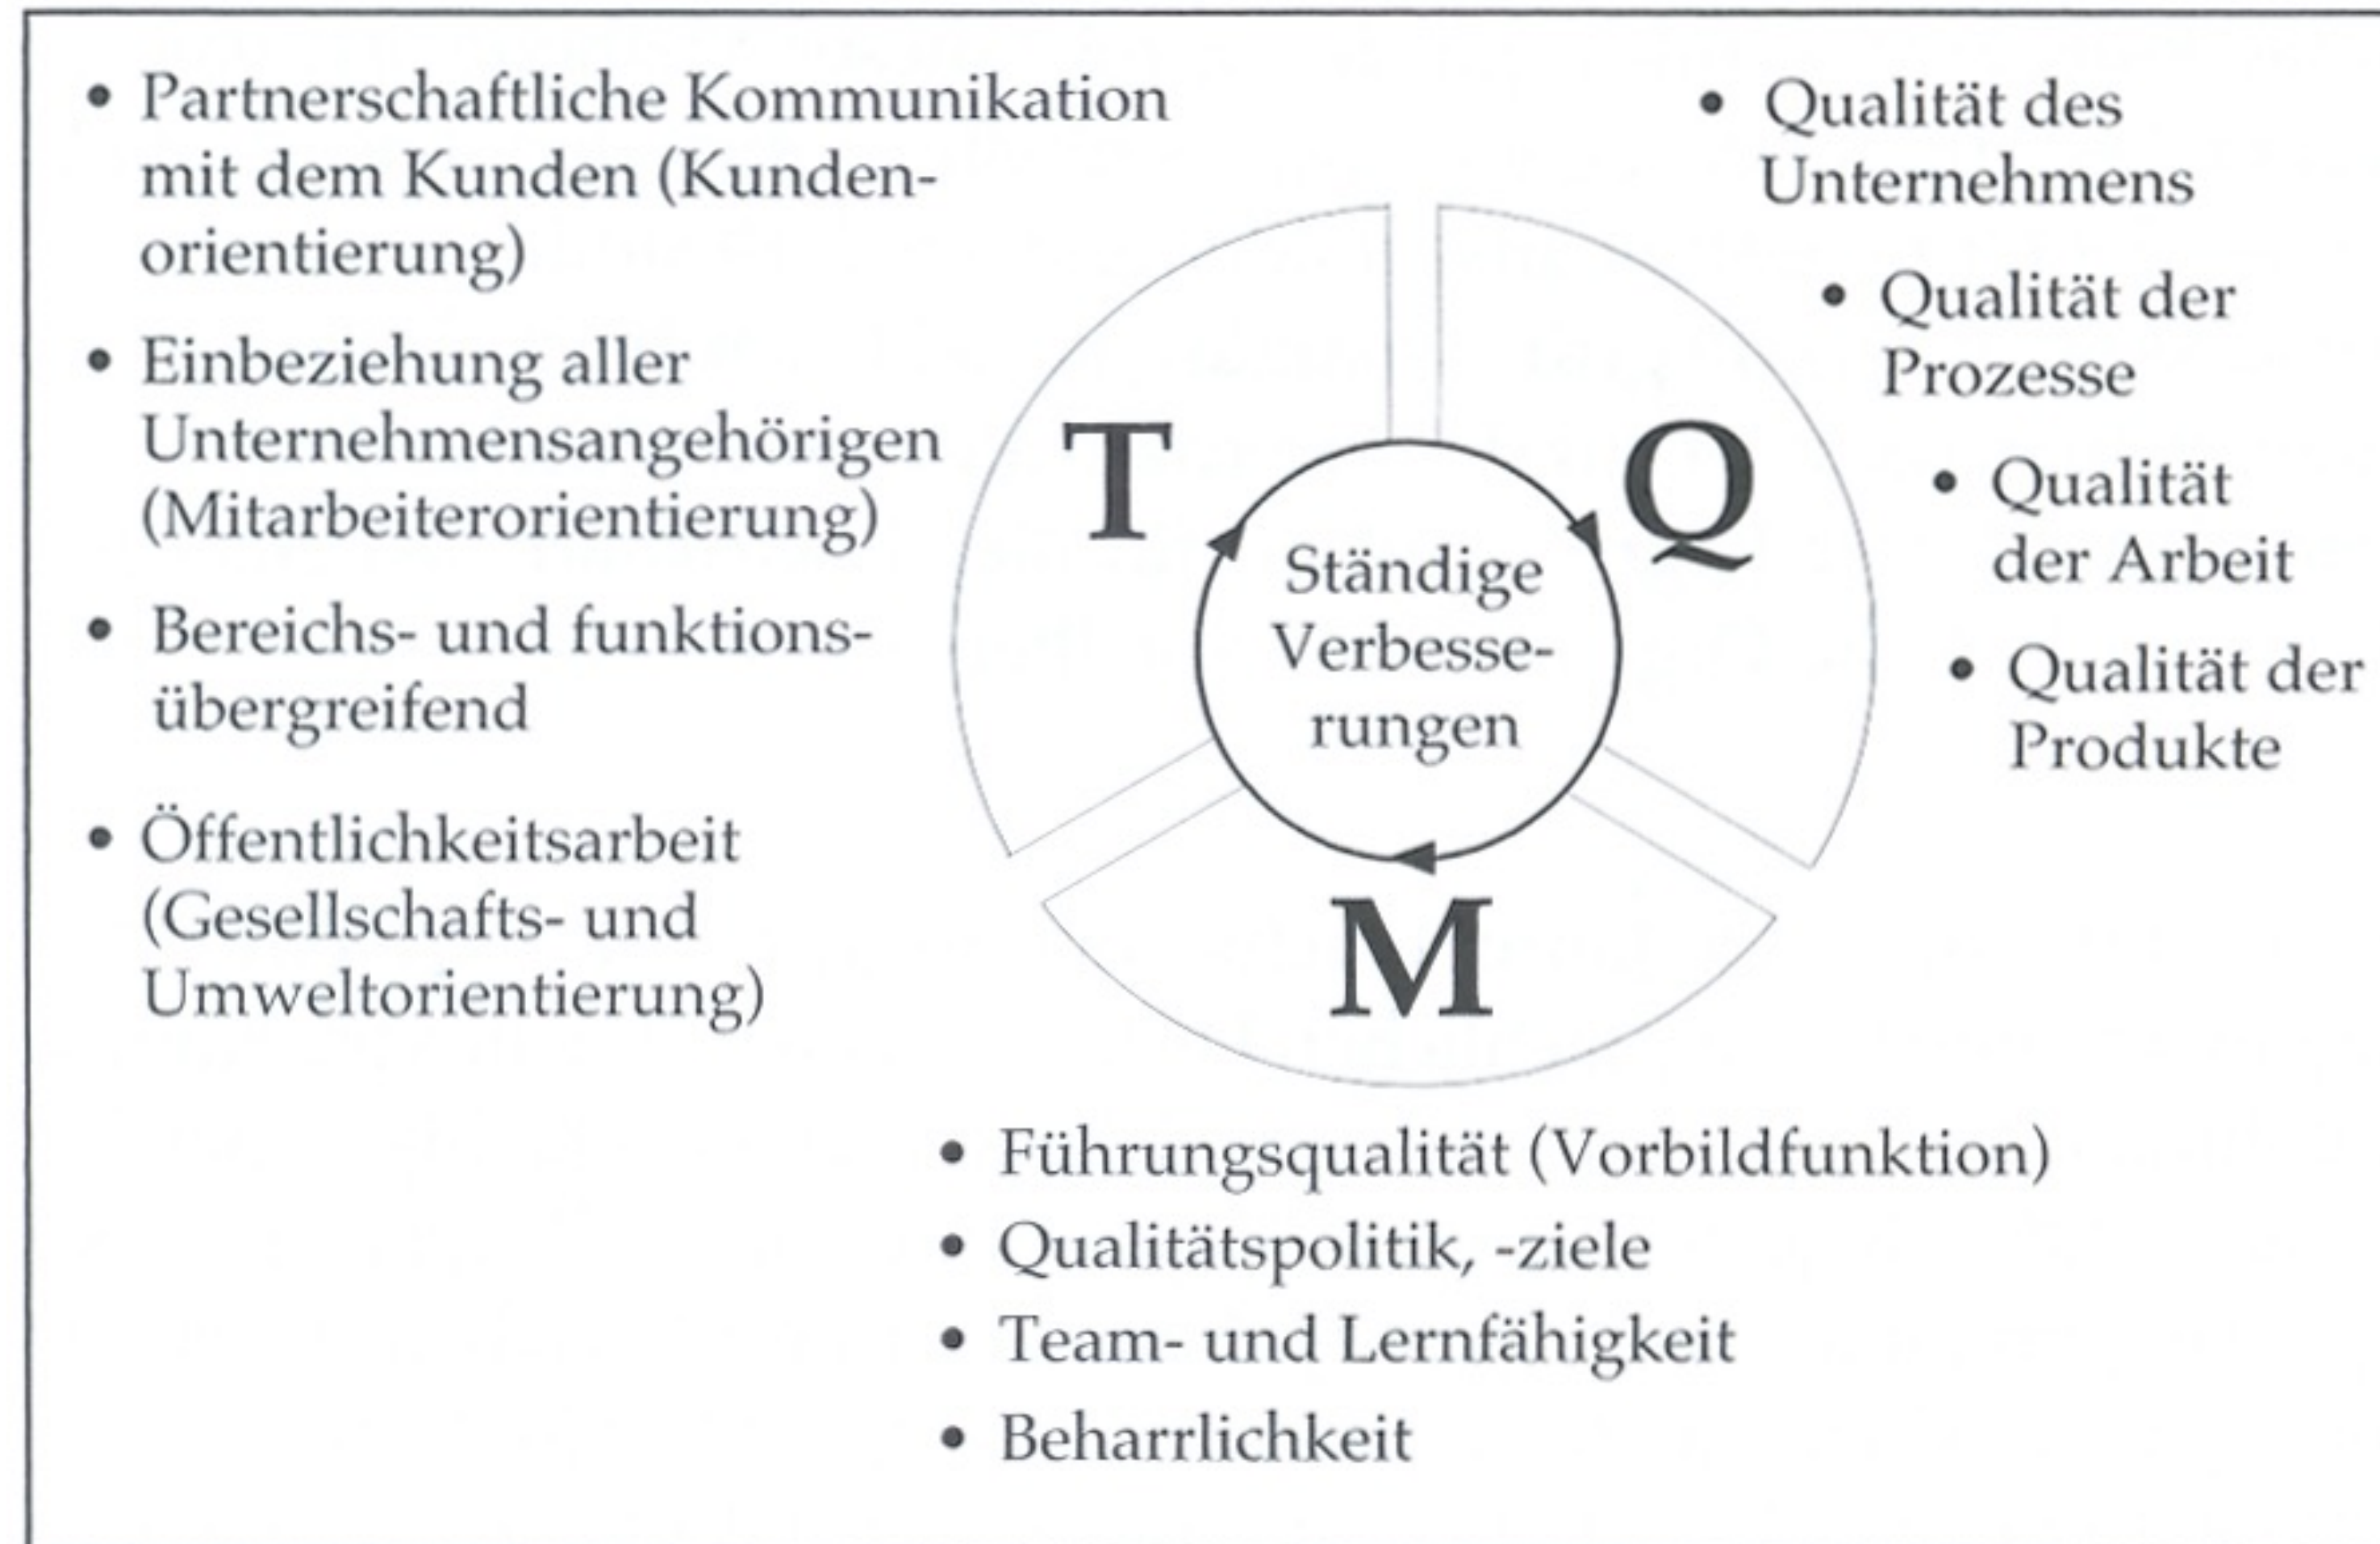 • Partnerschaftliche Kommunikation
mit dem Kunden (Kunden-
orientierung)
• Einbeziehung aller
Unternehmensangehörigen
(Mitarbeiterorientierung)
• Bereichs- und funktions-
übergreifend
• Öffentlichkeitsarbeit
(Gesellschafts- und
Umweltorientierung)
T
Q
M
Ständige
Verbesse-
rungen
• Qualität des
Unternehmens
• Qualität der
Prozesse
• Qualität
der Arbeit
• Qualität der
Produkte
• Führungsqualität (Vorbildfunktion)
• Qualitätspolitik, -ziele
• Team- und Lernfähigkeit
• Beharrlichkeit